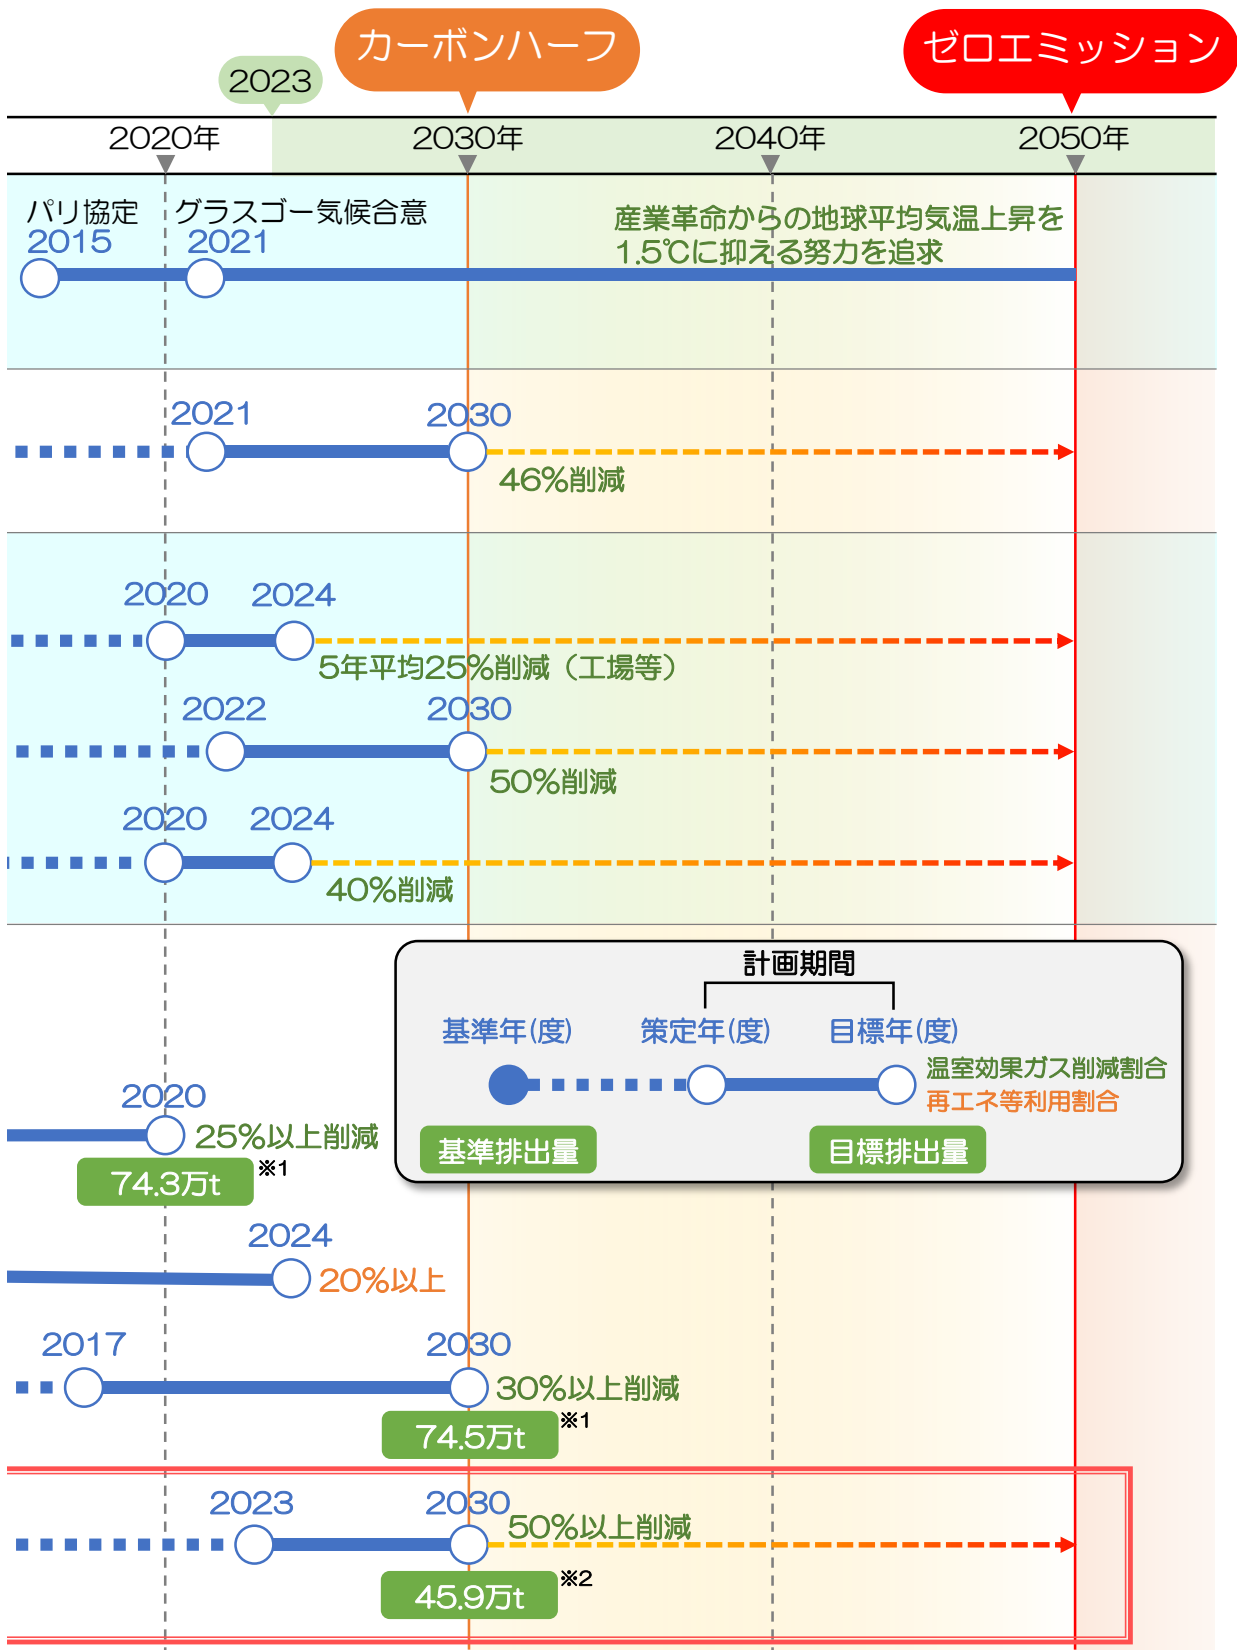 カーボンハーフ
ゼロエミッション
2023
2020年
2030年
2040年
2050年
パリ協定
2015
グラスゴー気候合意
2021
産業革命からの地球平均気温上昇を
1.5℃に抑える努力を追求
2021
2030
46%削減
2020
2024
5年平均25%削減（工場等）
2022
2030
50%削減
2020
2024
40%削減
計画期間
基準年(度)
策定年(度)
目標年(度)
温室効果ガス削減割合
再エネ等利用割合
基準排出量
目標排出量
2020
25%以上削減
74.3万t
※1
2024
20%以上
2017
2030
30%以上削減
74.5万t
※1
2023
2030
50%以上削減
45.9万t
※2